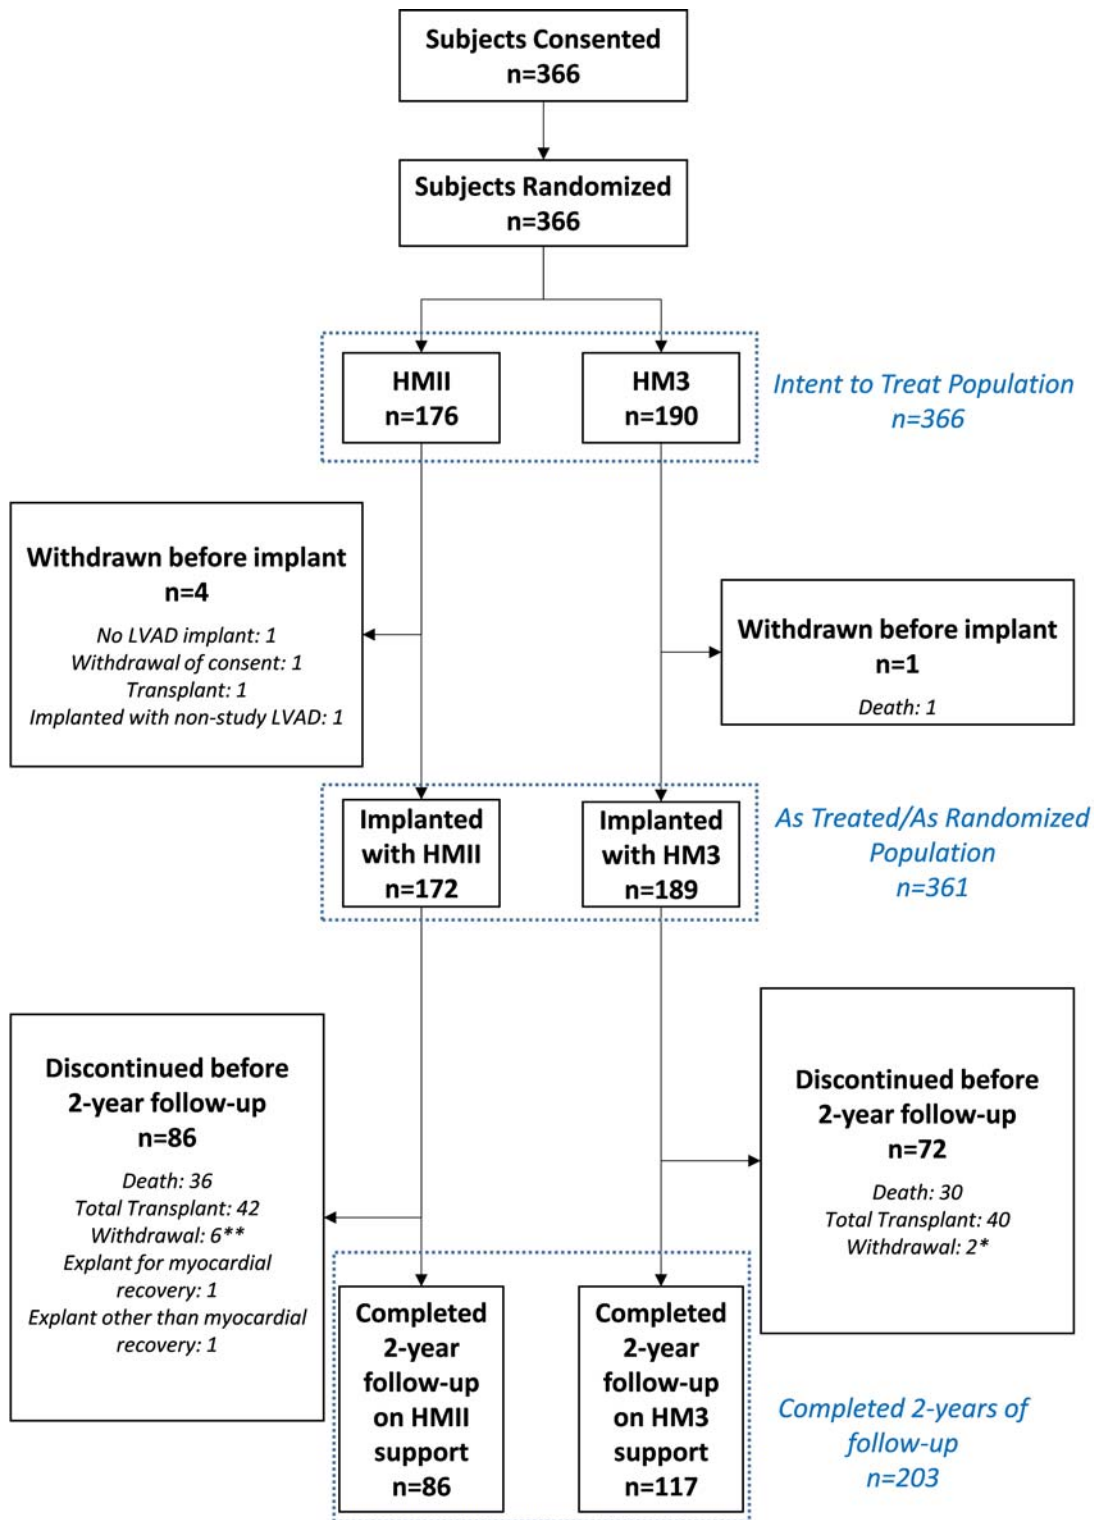 Subjects Consented
n=366
Subjects Randomized
n=366
HMII
n=176
HM3
n=190
Intent to Treat Population
n=366
Withdrawn before implant
n=4
No LVAD implant: 1
Withdrawal of consent: 1
Transplant: 1
Implanted with non-study LVAD: 1
Withdrawn before implant
n=1
Death: 1
Implanted
with HMII
n=172
Implanted
with HM3
n=189
As Treated/As Randomized
Population
n=361
Discontinued before
2-year follow-up
n=86
Death: 36
Total Transplant: 42
Withdrawal: 6**
Explant for myocardial
recovery: 1
Explant other than myocardial
recovery: 1
Discontinued before
2-year follow-up
n=72
Death: 30
Total Transplant: 40
Withdrawal: 2*
Completed
2-year
follow-up
on HMII
support
n=86
Completed
2-year
follow-up
on HM3
support
n=117
Completed 2-years of
follow-up
n=203